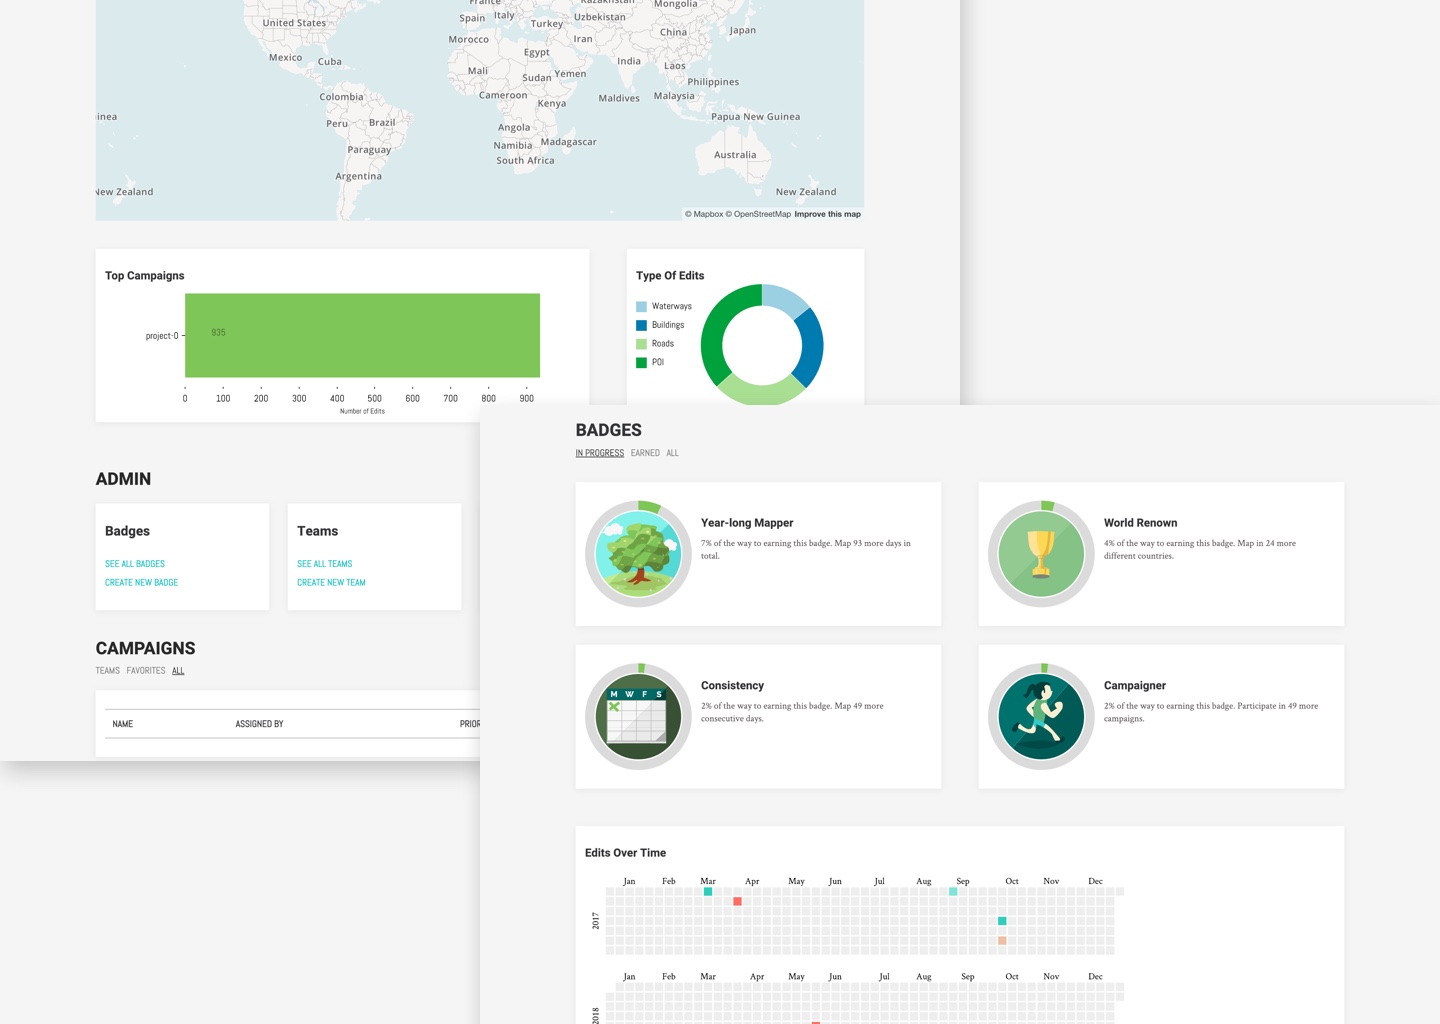 France
Kazakhstan
Mongolia
Spain
Italy
Uzbekistan
United States
Turkey
China
Japan
Morocco
Iran
Egypt
Mexico
Cuba
India
Laos
Mali
Sudan
Yemen
Philippines
Colombia
Cameroon
Kenya
Maldives
Malaysia
inea
Peru
Brazil
Papua New Guinea
Angola
Namibia
Madagascar
Paraguay
South Africa
Australia
Argentina
New Zealand
New Zealand
© Mapbox © OpenStreetMap Improve this map
Top Campaigns
project-0
935
0 100 200 300 400 500 600 700 800 900
Number of Edits
Type Of Edits
Waterways
Buildings
Roads
POI
ADMIN
Badges
SEE ALL BADGES
CREATE NEW BADGE
Teams
SEE ALL TEAMS
CREATE NEW TEAM
CAMPAIGNS
TEAMS FAVORITES ALL
NAME ASSIGNED BY PRIOR
BADGES
IN PROGRESS EARNED ALL
Year-long Mapper
7% of the way to earning this badge. Map 93 more days in
total.
World Renown
4% of the way to earning this badge. Map in 24 more
different countries.
M W F S
Consistency
2% of the way to earning this badge. Map 49 more
consecutive days.
Campaigner
2% of the way to earning this badge. Participate in 49 more
campaigns.
Edits Over Time
Jan Feb Mar Apr May Jun Jul Aug Sep Oct Nov Dec
2017
Jan Feb Mar Apr May Jun Jul Aug Sep Oct Nov Dec
2018